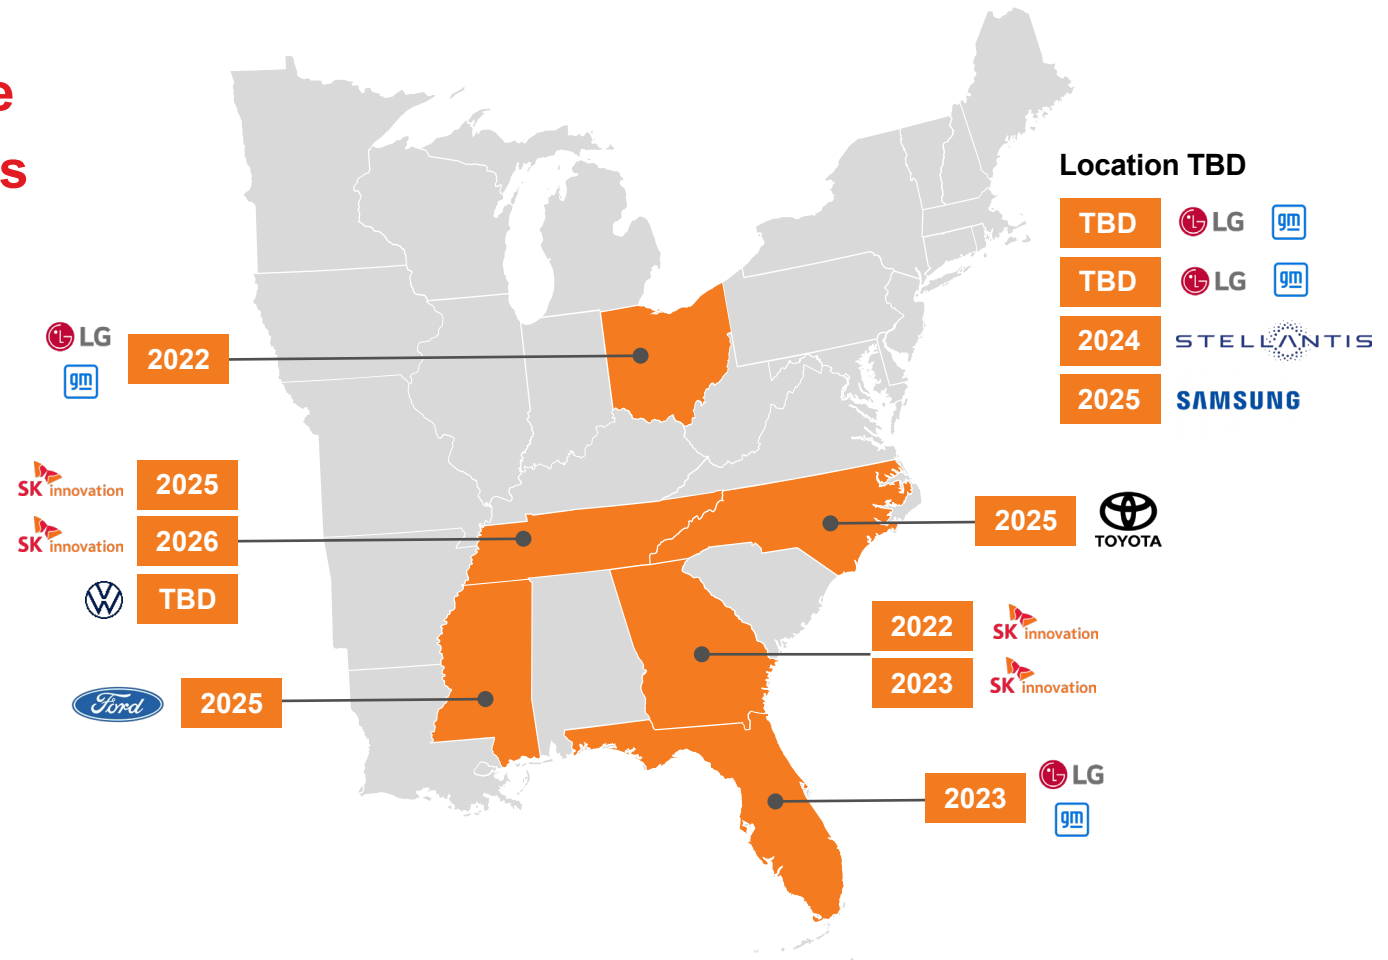 Location TBD
TBD LG gm
TBD LG gm
2024 STELLANTIS
2025 SAMSUNG
LG
gm
2022
SK innovation 2025
SK innovation 2026
TBD
Ford 2025
2025 TOYOTA
2022 SK innovation
2023 SK innovation
2023 LG
gm